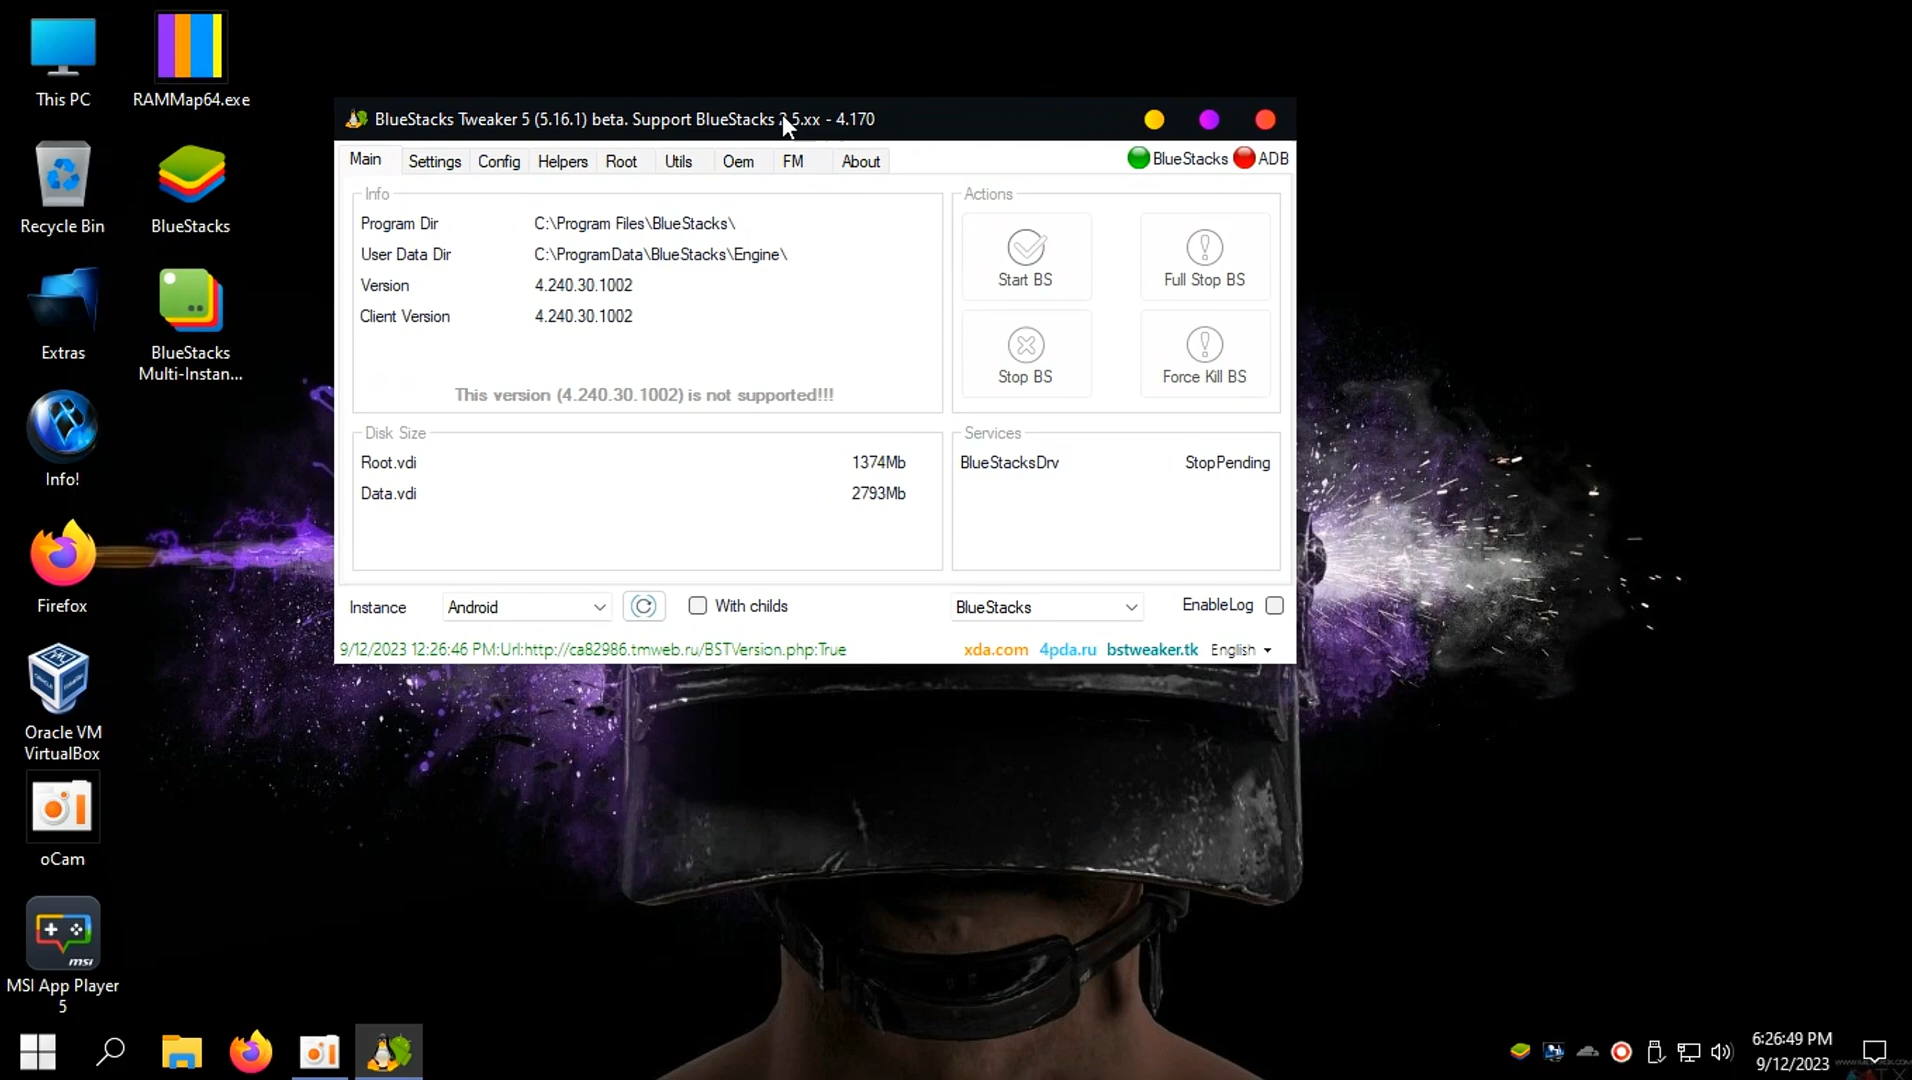 This PC
RAMMap64.exe
Recycle Bin
BlueStacks
Extras
BlueStacks
Multi-Instan...
Info!
Firefox
Oracle VM
VirtualBox
oCam
msi
MSI App Player
5
BlueStacks Tweaker 5 (5.16.1) beta. Support BlueStacks 2.5.xx - 4.170
Main Settings Config Helpers Root Utils Oem FM About BlueStacks ADB
Info
Program Dir C:\Program Files\BlueStacks\
User Data Dir C:\ProgramData\BlueStacks\Engine\
Version 4.240.30.1002
Client Version 4.240.30.1002
This version (4.240.30.1002) is not supported!!!
Actions
Start BS Full Stop BS
Stop BS Force Kill BS
Disk Size
Root.vdi 1374Mb
Data.vdi 2793Mb
Services
BlueStacksDrv StopPending
Instance Android With childs BlueStacks EnableLog
9/12/2023 12:26:46 PM:Url:http://ca82986.tmweb.ru/BSTVersion.php:True xda.com 4pda.ru bstweaker.tk English
6:26:49 PM
9/12/2023